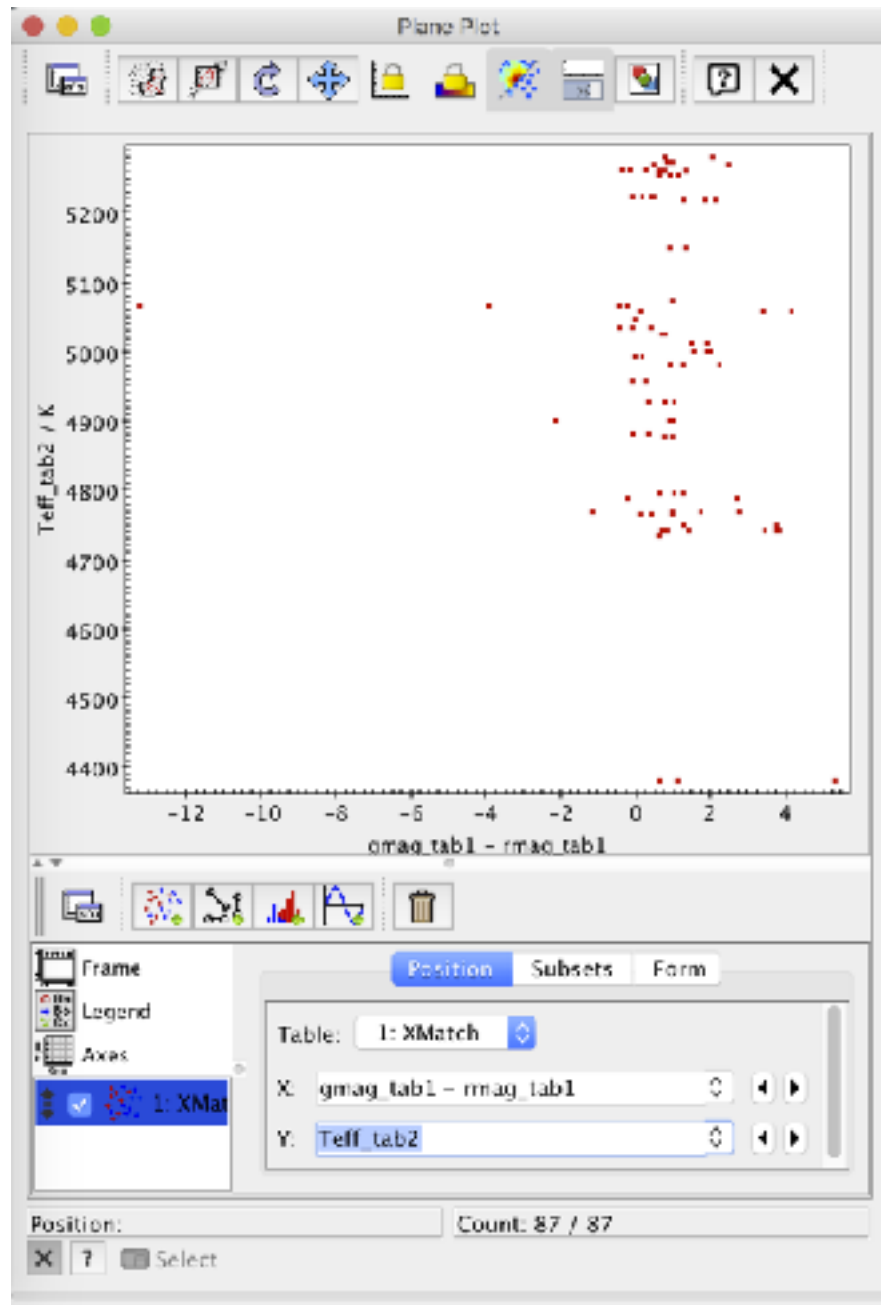 Plane Plot
5200
5100
5000
4900
4800
4700
4600
4500
4400
Teff_tab2 / K
-12 -10 -8 -6 -4 -2 0 2 4
gmag_tab1 - rmag_tab1
Frame
Legend
Axes
1: XMat
Position Subsets Form
Table: 1: XMatch
X: gmag_tab1 - rmag_tab1
Y: Teff_tab2
Position: Count: 87 / 87
Select